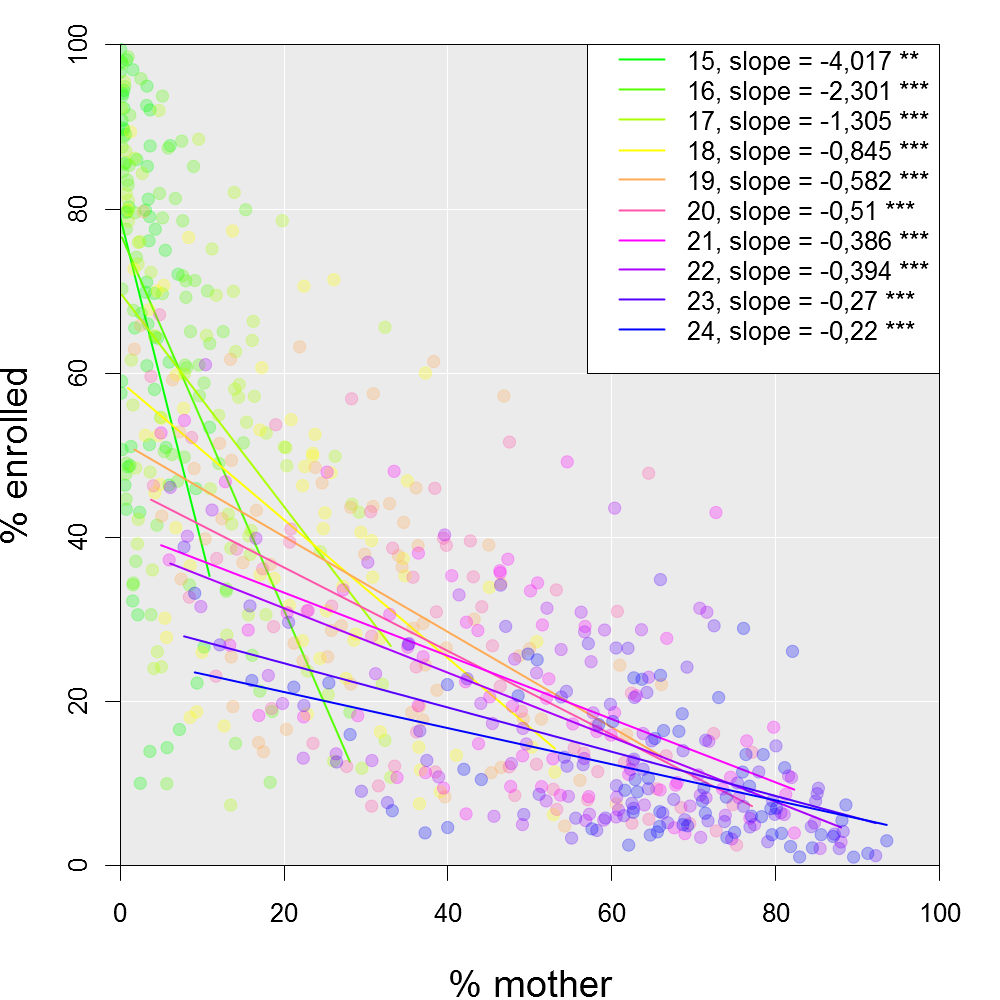 100
80
60
40
20
0
% enrolled
15, slope = -4,017 **
16, slope = -2,301 ***
17, slope = -1,305 ***
18, slope = -0,845 ***
19, slope = -0,582 ***
20, slope = -0,51 ***
21, slope = -0,386 ***
22, slope = -0,394 ***
23, slope = -0,27 ***
24, slope = -0,22 ***
0 20 40 60 80 100
% mother